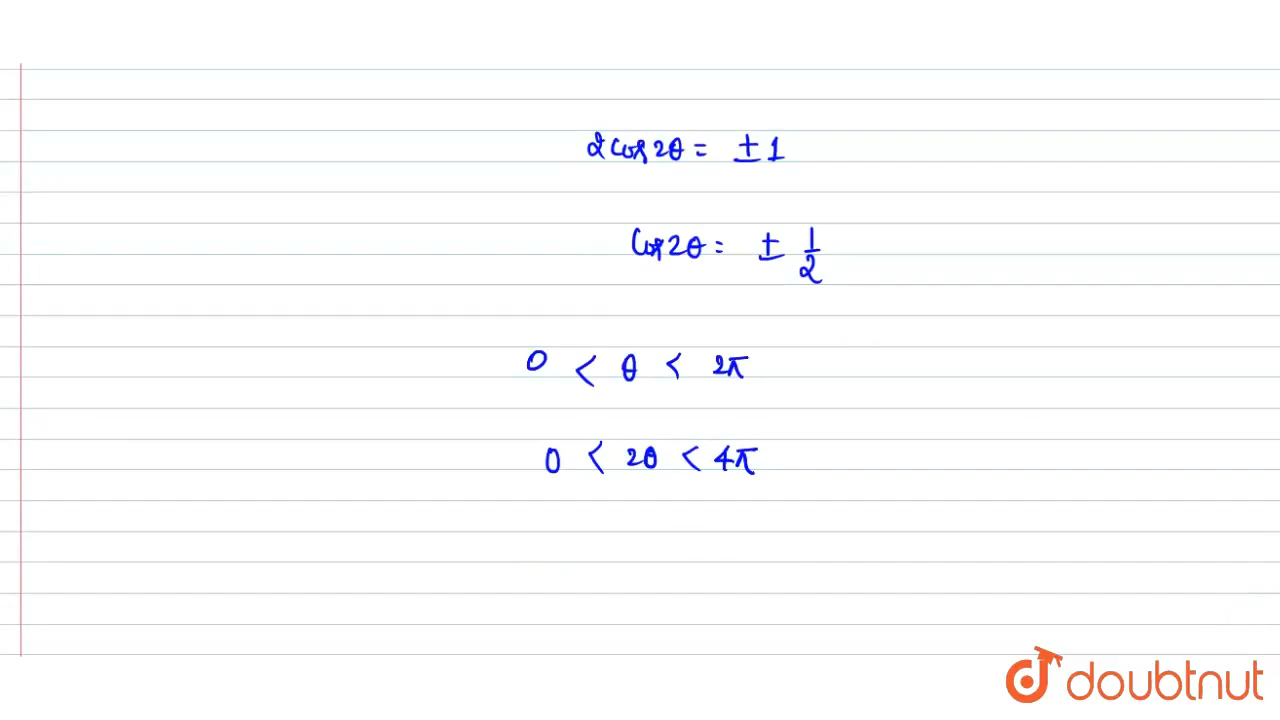 2cos2θ = ±1
cos2θ = ± 1/2
0 < θ < 2π
0 < 2θ < 4π
doubtnut